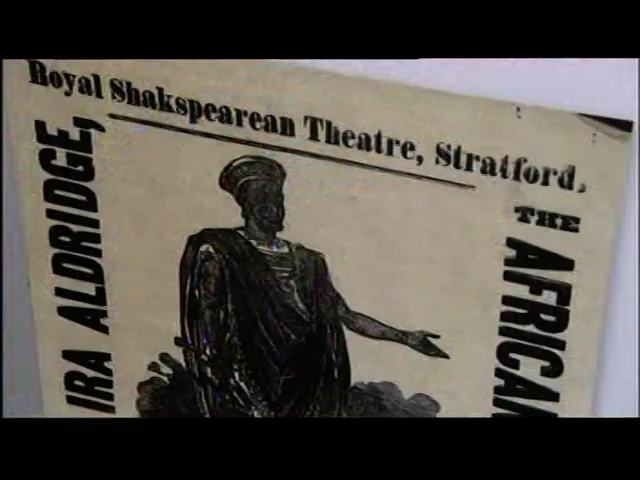 Royal Shakspearean Theatre, Stratford.
IRA ALDRIDGE,
THE
AFRICAN